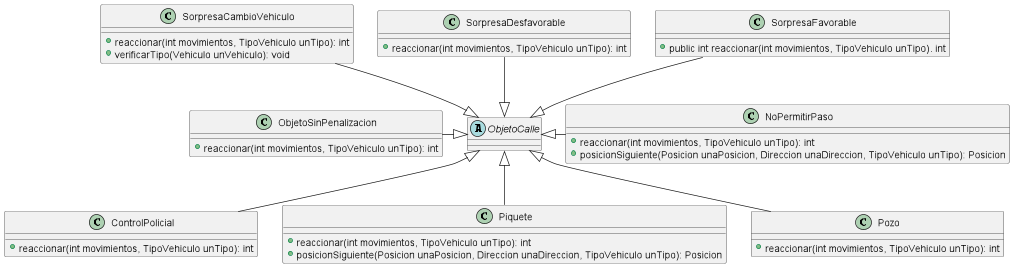 C SorpresaCambioVehiculo
reaccionar(int movimientos, TipoVehiculo unTipo): int
verificarTipo(Vehiculo unVehiculo): void
C SorpresaDesfavorable
reaccionar(int movimientos, TipoVehiculo unTipo): int
C SorpresaFavorable
public int reaccionar(int movimientos, TipoVehiculo unTipo). int
C ObjetoSinPenalizacion
reaccionar(int movimientos, TipoVehiculo unTipo): int
A ObjetoCalle
C NoPermitirPaso
reaccionar(int movimientos, TipoVehiculo unTipo): int
posicionSiguiente(Posicion unaPosicion, Direccion unaDireccion, TipoVehiculo unTipo): Posicion
C ControlPolicial
reaccionar(int movimientos, TipoVehiculo unTipo): int
C Piquete
reaccionar(int movimientos, TipoVehiculo unTipo): int
posicionSiguiente(Posicion unaPosicion, Direccion unaDireccion, TipoVehiculo unTipo): Posicion
C Pozo
reaccionar(int movimientos, TipoVehiculo unTipo): int